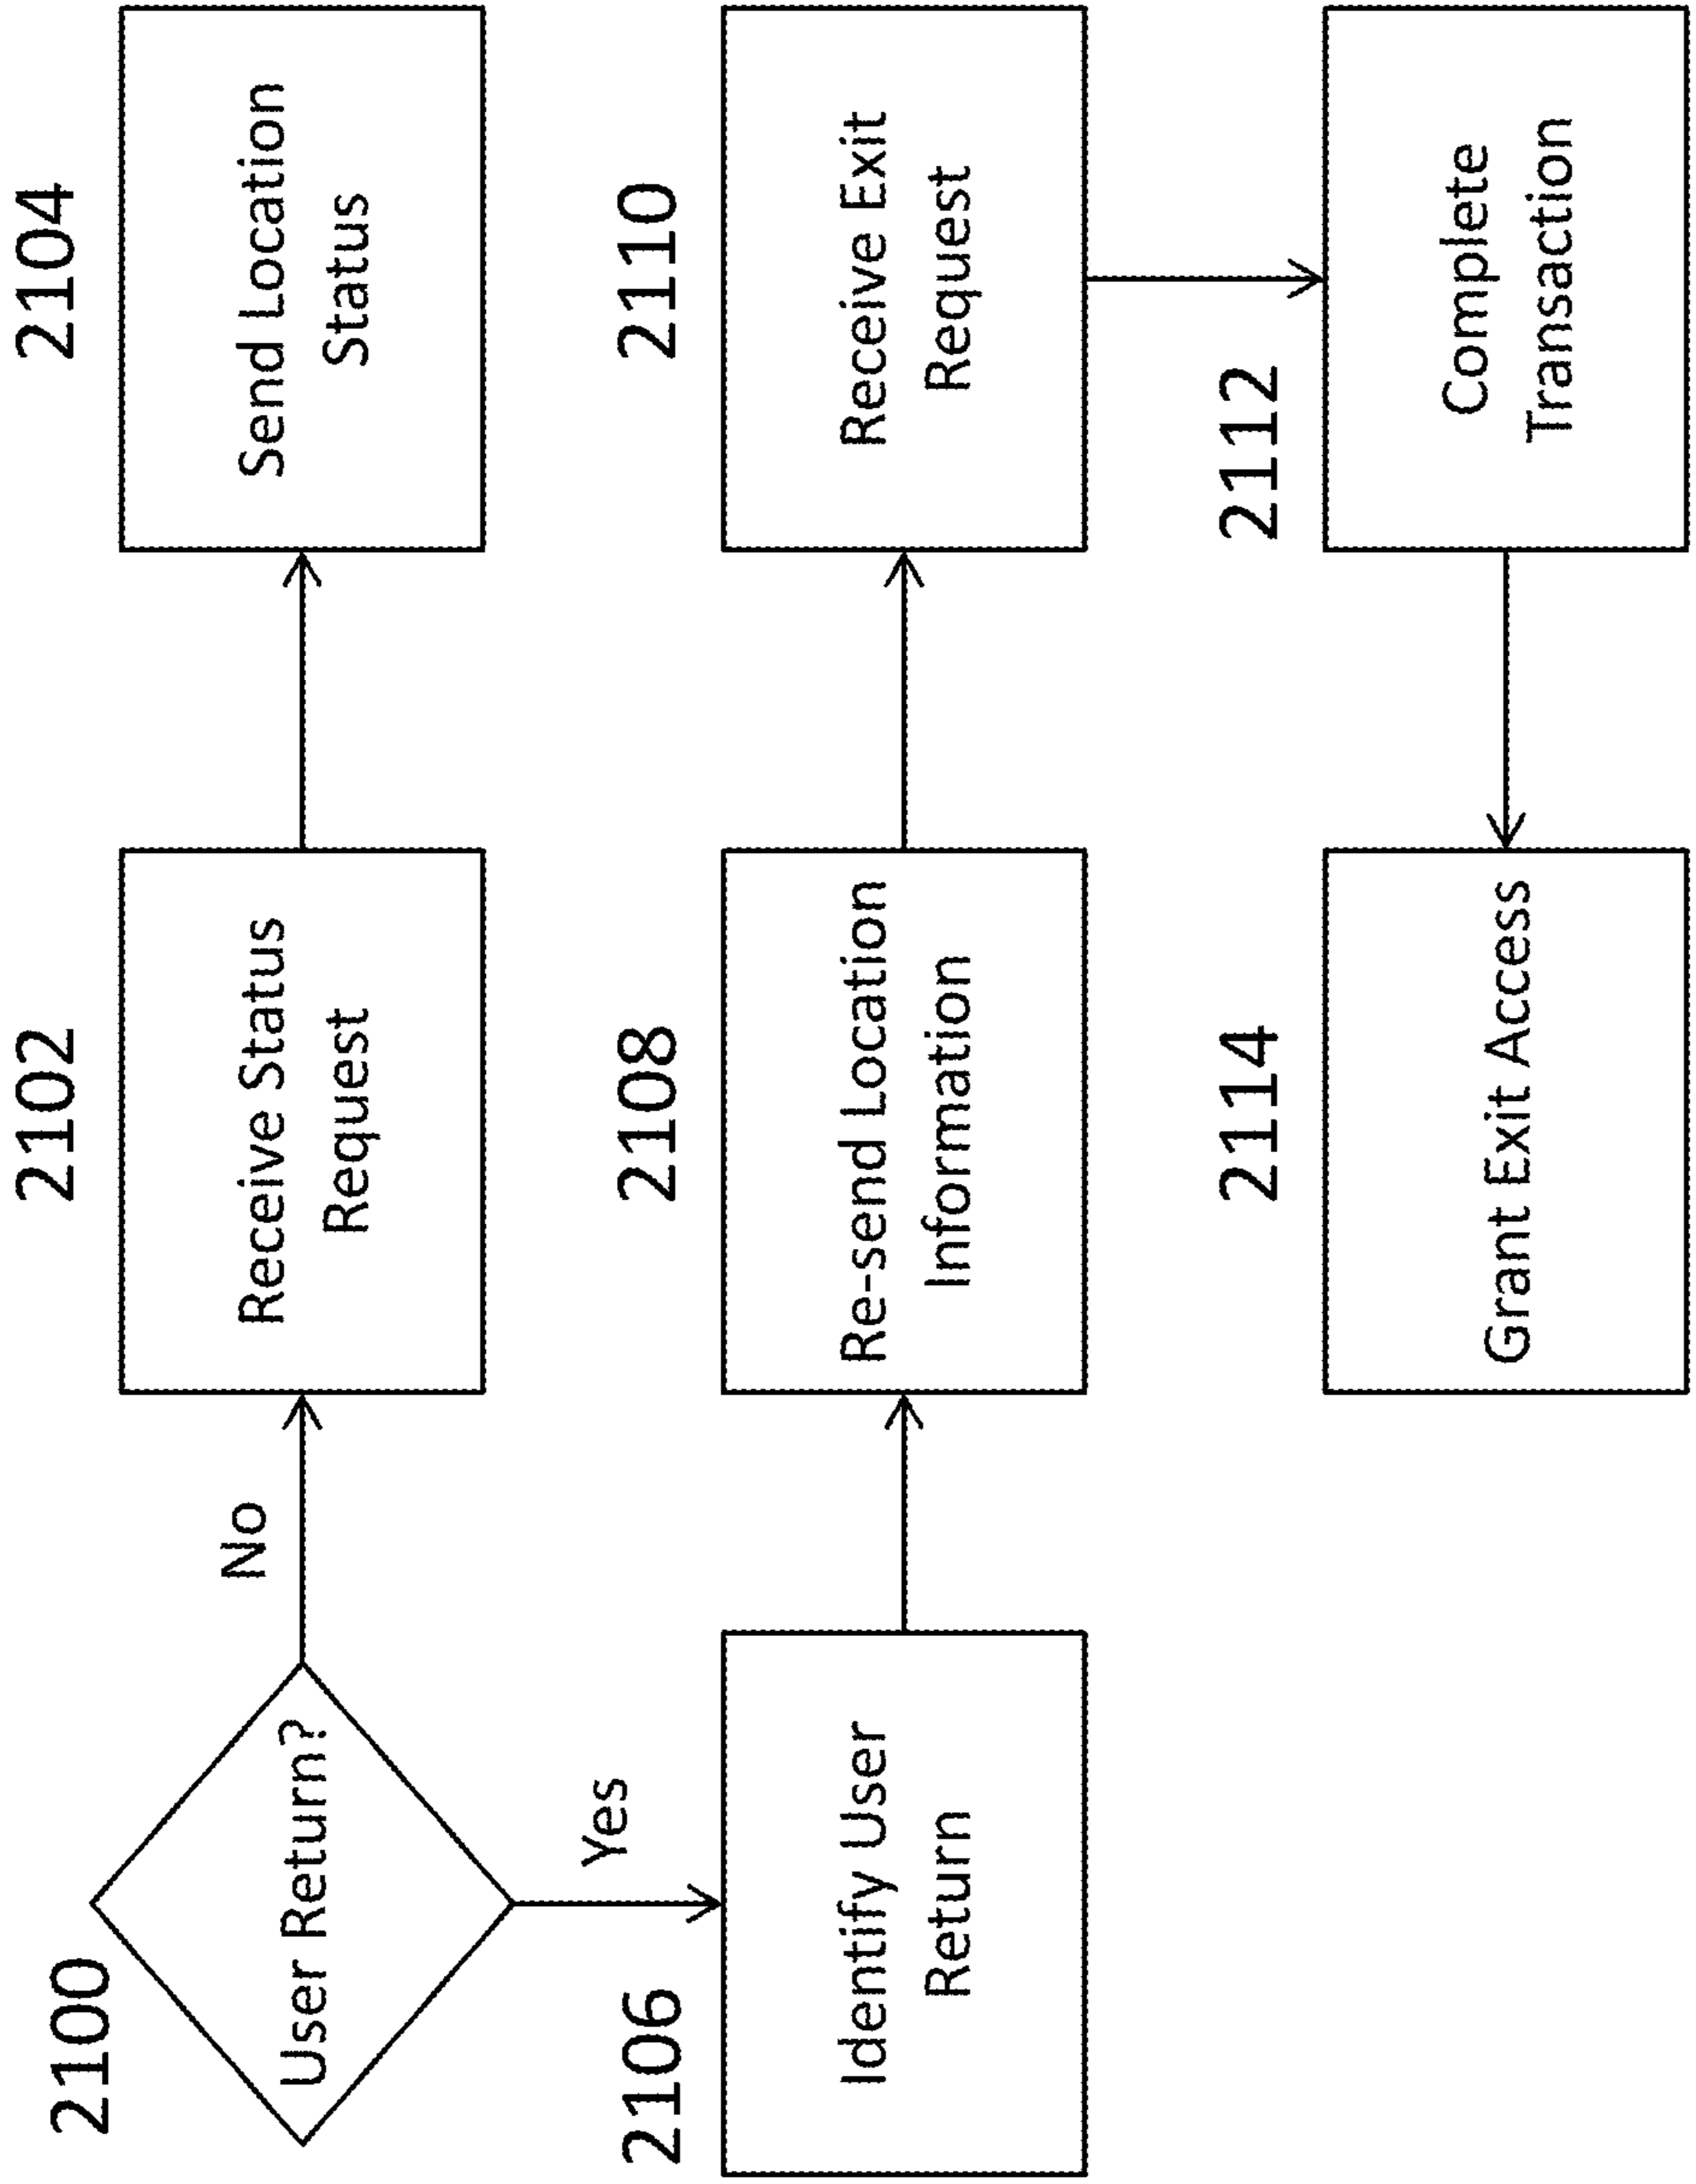 2100
User Return?
No
Yes
2102
Receive Status
Request
2104
Send Location
Status
2106
Identify User
Return
2108
Re-send Location
Information
2110
Receive Exit
Request
2112
Complete
Transaction
2114
Grant Exit Access